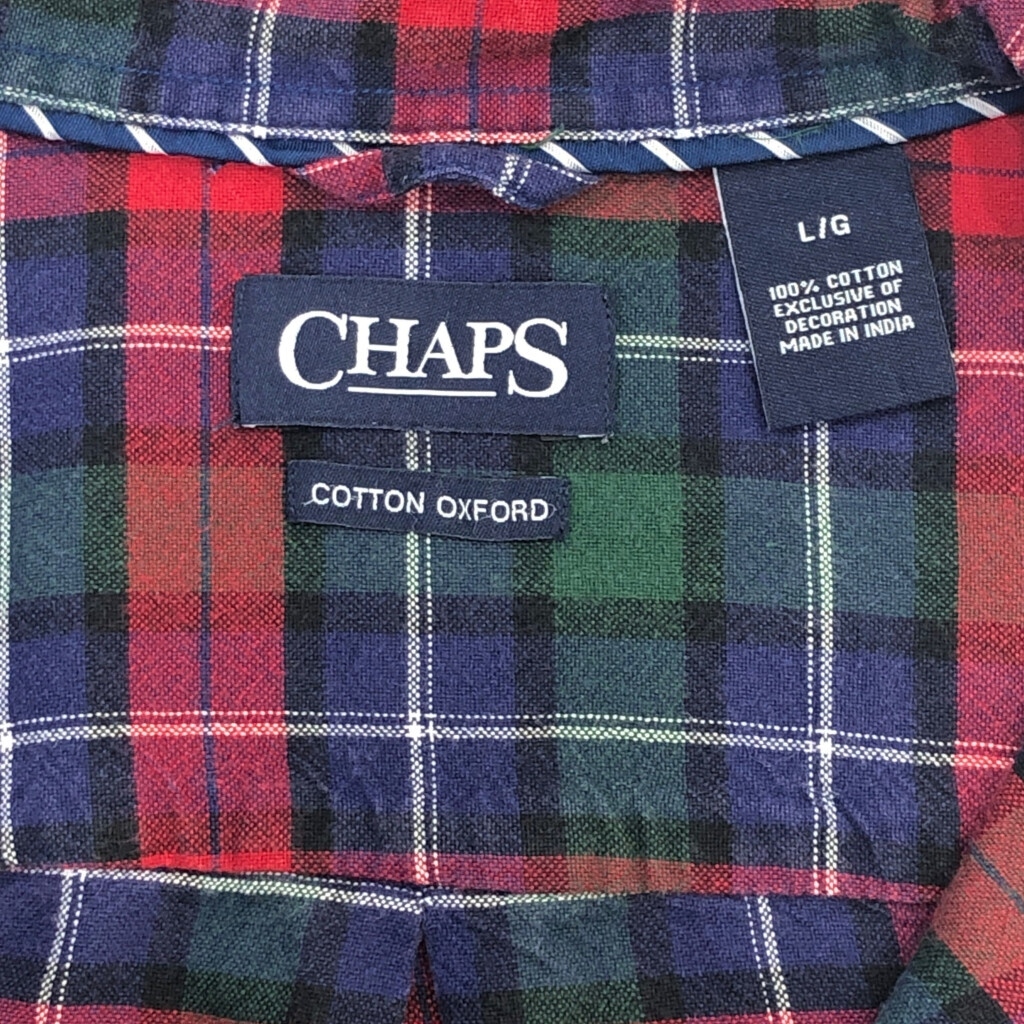 CHAPS
COTTON OXFORD
L/G
100% COTTON
EXCLUSIVE OF
DECORATION
MADE IN INDIA